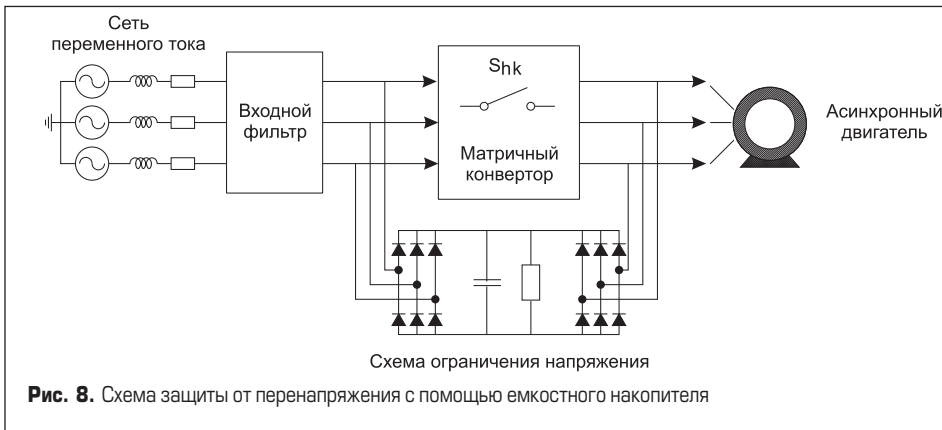 Сеть
переменного тока
Входной
фильтр
Shk
Матричный
конвертор
Асинхронный
двигатель
Схема ограничения напряжения
Рис. 8. Схема защиты от перенапряжения с помощью емкостного накопителя